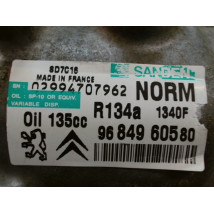 SD7C16
SANDEN
MADE IN FRANCE
SN: 02994707962
NORM
OIL: SP-10 OR EQUIV.
VARIABLE DISP.
R134a
1340F
Oil 135cc
96 849 605 80